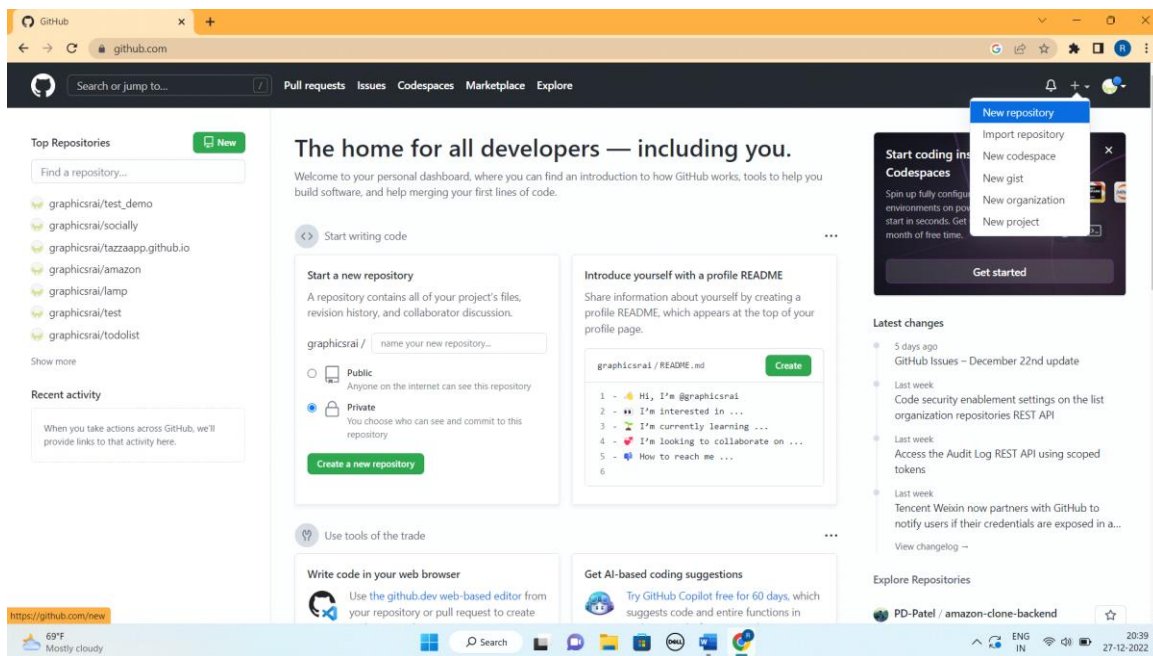 GitHub
github.com
R
Search or jump to...
/
Pull requests Issues Codespaces Marketplace Explore
New repository
Import repository
New codespace
New gist
New organization
New project
Top Repositories
New
Find a repository...
graphicsrai/test_demo
graphicsrai/socially
graphicsrai/tazzaapp.github.io
graphicsrai/amazon
graphicsrai/lamp
graphicsrai/test
graphicsrai/todolist
Show more
Recent activity
When you take actions across GitHub, we'll
provide links to that activity here.
The home for all developers — including you.
Welcome to your personal dashboard, where you can find an introduction to how GitHub works, tools to help you
build software, and help merging your first lines of code.
Start writing code
Start a new repository
A repository contains all of your project's files,
revision history, and collaborator discussion.
graphicsrai / name your new repository...
Public
Anyone on the internet can see this repository
Private
You choose who can see and commit to this
repository
Create a new repository
Introduce yourself with a profile README
Share information about yourself by creating a
profile README, which appears at the top of your
profile page.
graphicsrai / README.md
Create
1 - 👋 Hi, I'm @graphicsrai
2 - 👀 I'm interested in ...
3 - 🌱 I'm currently learning ...
4 - 💞️ I'm looking to collaborate on ...
5 - 📫 How to reach me ...
6
Use tools of the trade
Write code in your web browser
Use the github.dev web-based editor from
your repository or pull request to create
Get AI-based coding suggestions
Try GitHub Copilot free for 60 days, which
suggests code and entire functions in
Start coding ins
Codespaces
Spin up fully configu
environments on pow
start in seconds. Get
month of free time.
Get started
Latest changes
5 days ago
GitHub Issues – December 22nd update
Last week
Code security enablement settings on the list
organization repositories REST API
Last week
Access the Audit Log REST API using scoped
tokens
Last week
Tencent Weixin now partners with GitHub to
notify users if their credentials are exposed in a...
View changelog →
Explore Repositories
PD-Patel / amazon-clone-backend
https://github.com/new
69°F
Mostly cloudy
Search
DELL
ENG
IN
20:39
27-12-2022